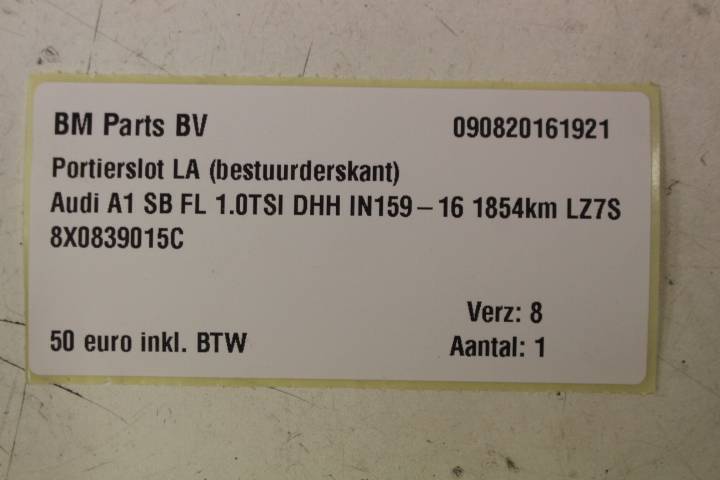 BM Parts BV 090820161921
Portierslot LA (bestuurderskant)
Audi A1 SB FL 1.0TSI DHH IN159-16 1854km LZ7S
8X0839015C
Verz: 8
50 euro inkl. BTW Aantal: 1